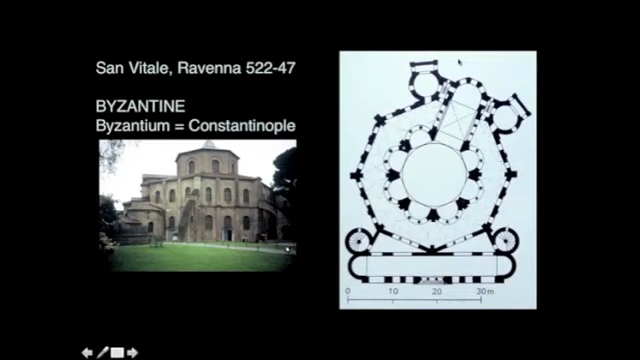 San Vitale, Ravenna 522-47
BYZANTINE
Byzantium = Constantinople
0 10 20 30 m